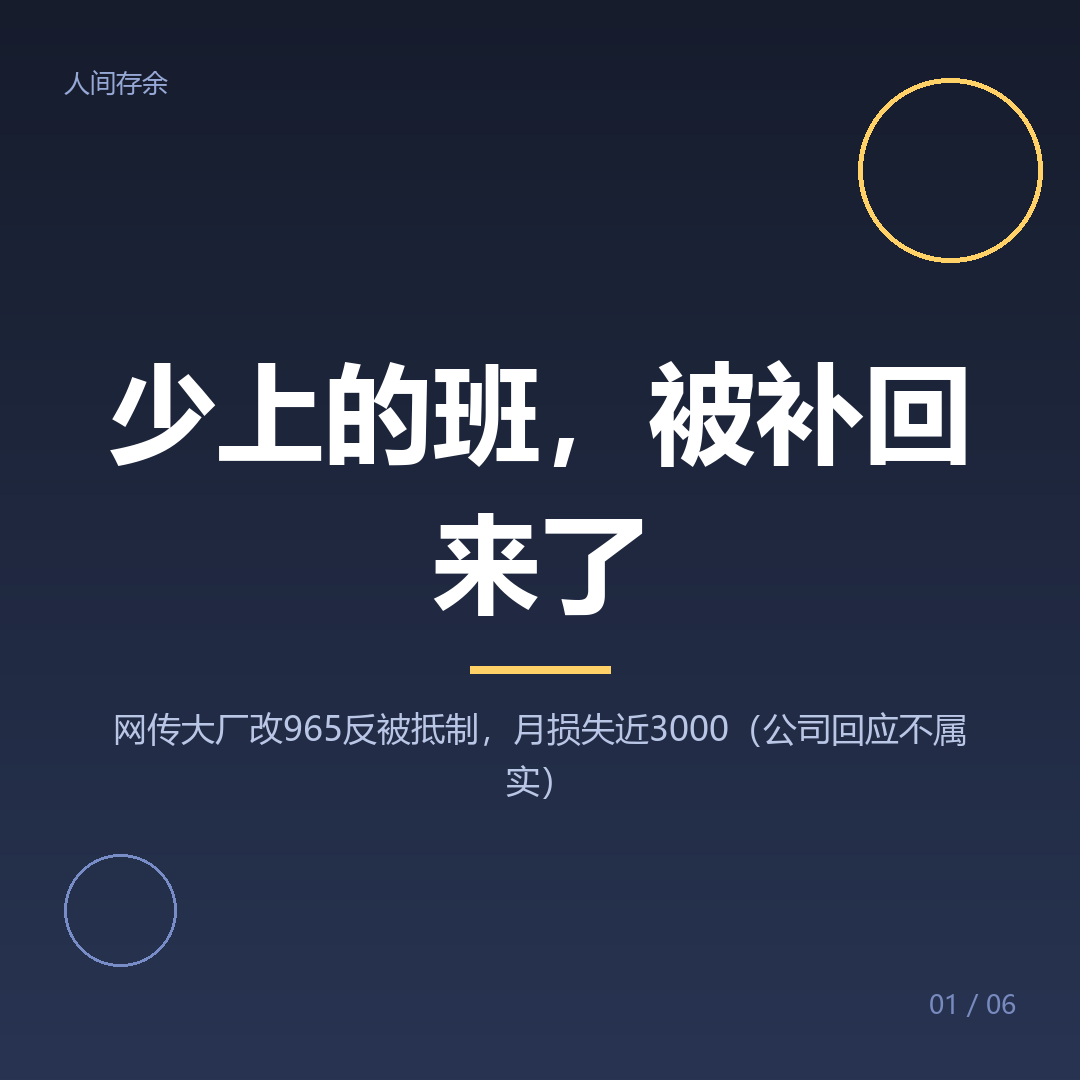 人间存余
少上的班，被补回
来了
网传大厂改965反被抵制，月损失近3000（公司回应不属
实）
01 / 06